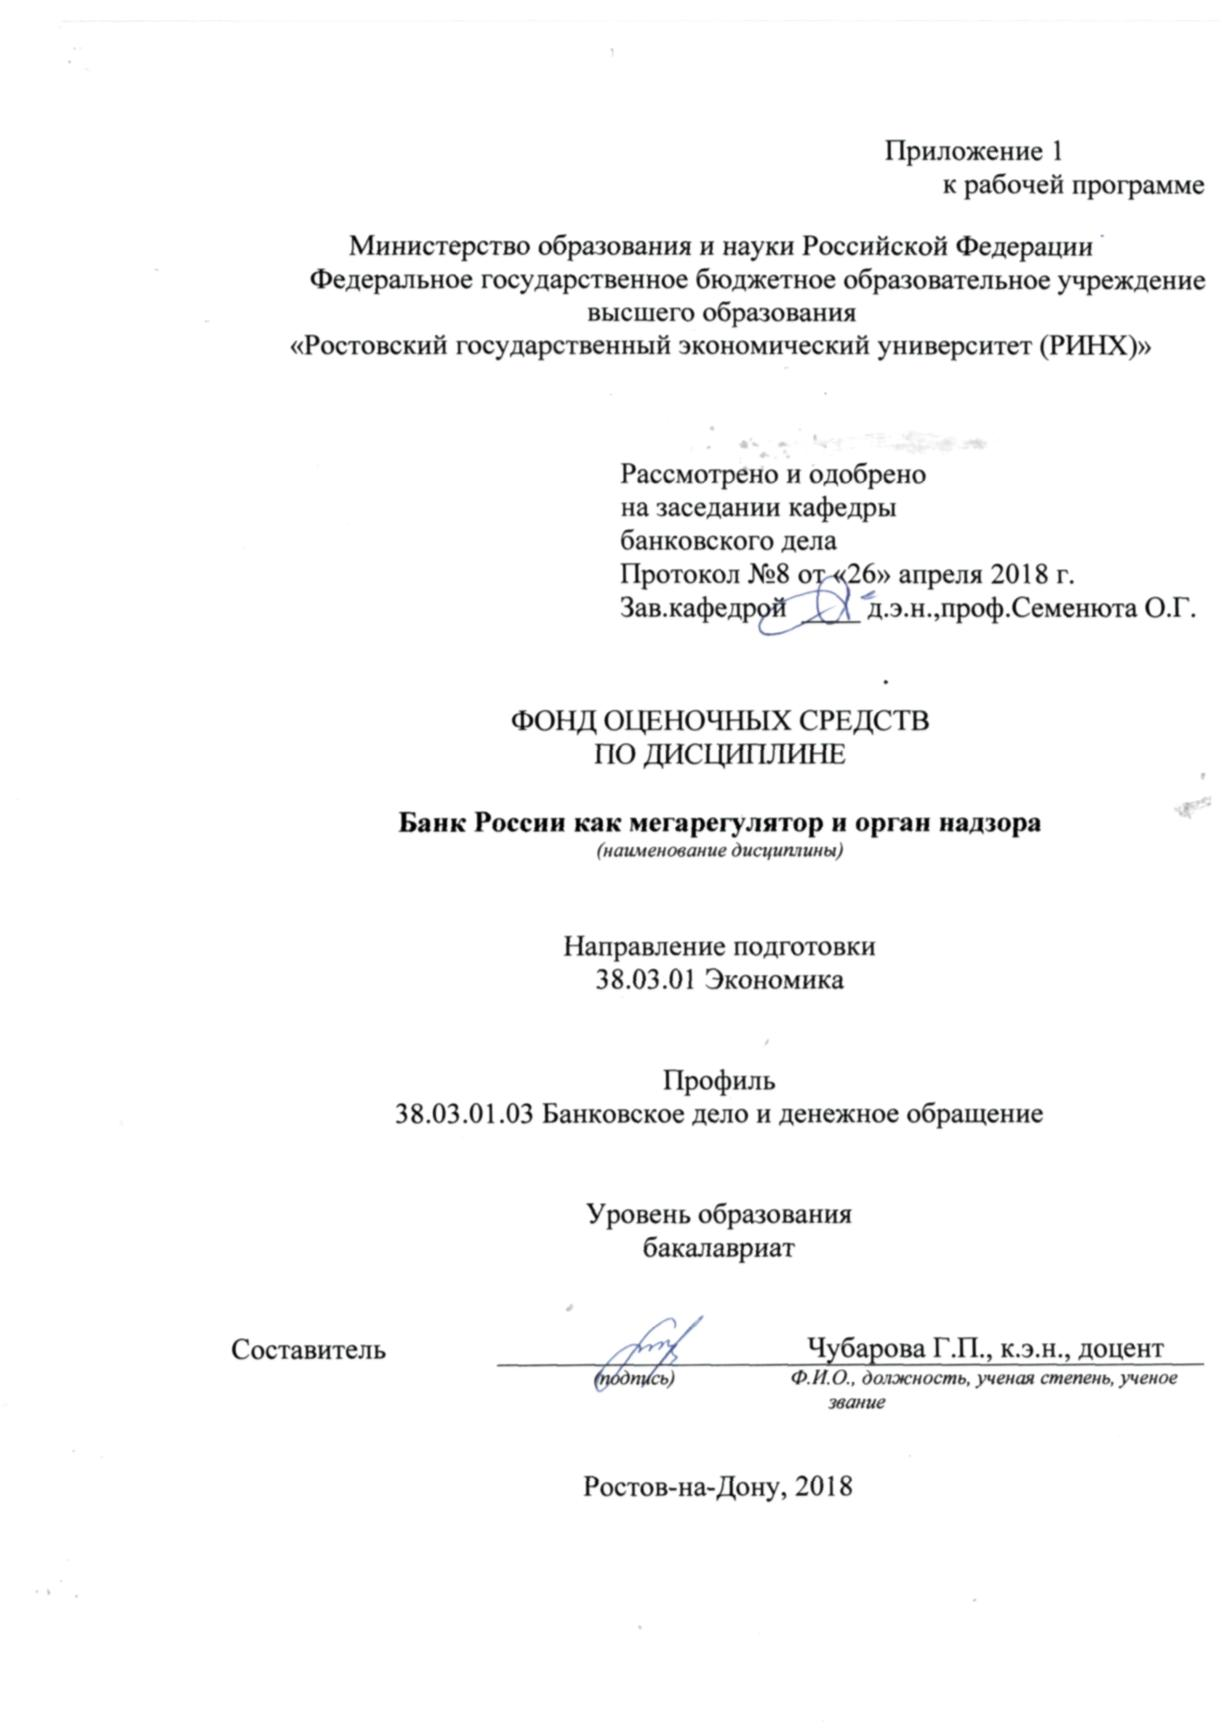 Приложение 1
к рабочей программе
Министерство образования и науки Российской Федерации
Федеральное государственное бюджетное образовательное учреждение
высшего образования
«Ростовский государственный экономический университет (РИНХ)»
Рассмотрено и одобрено
на заседании кафедры
банковского дела
Протокол №8 от «26» апреля 2018 г.
Зав.кафедрой ____ д.э.н.,проф.Семенюта О.Г.
ФОНД ОЦЕНОЧНЫХ СРЕДСТВ
ПО ДИСЦИПЛИНЕ
Банк России как мегарегулятор и орган надзора
(наименование дисциплины)
Направление подготовки
38.03.01 Экономика
Профиль
38.03.01.03 Банковское дело и денежное обращение
Уровень образования
бакалавриат
Составитель Чубарова Г.П., к.э.н., доцент
(подпись) Ф.И.О., должность, ученая степень, ученое
звание
Ростов-на-Дону, 2018